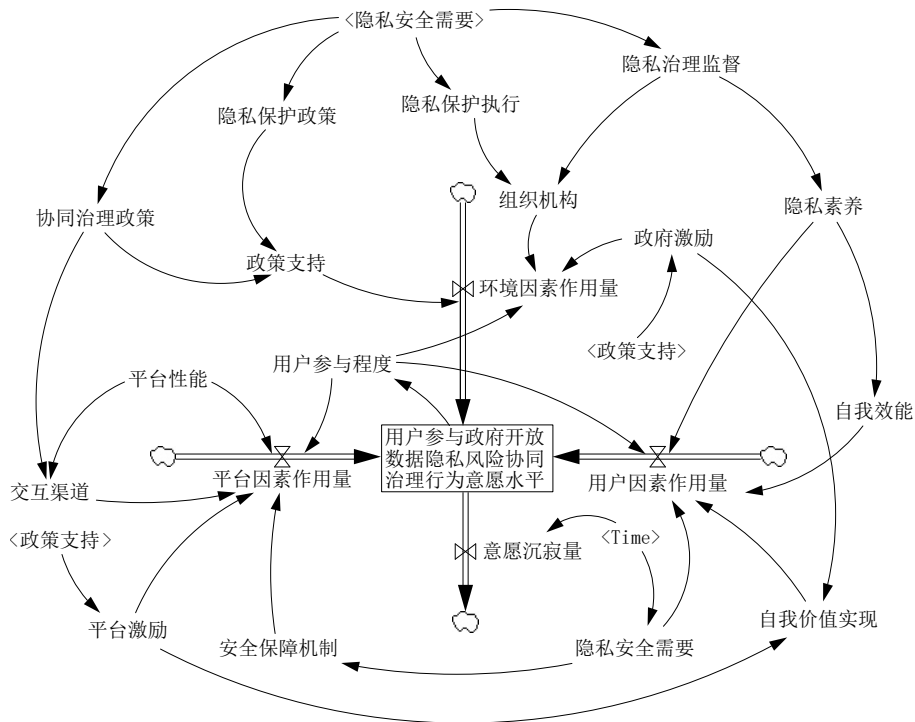 <隐私安全需要>
隐私治理监督
隐私保护政策
隐私保护执行
组织机构
隐私素养
协同治理政策
政府激励
政策支持
环境因素作用量
<政策支持>
用户参与程度
平台性能
自我效能
用户参与政府开放
数据隐私风险协同
治理行为意愿水平
平台因素作用量
用户因素作用量
交互渠道
<政策支持>
意愿沉寂量
<Time>
平台激励
安全保障机制
隐私安全需要
自我价值实现